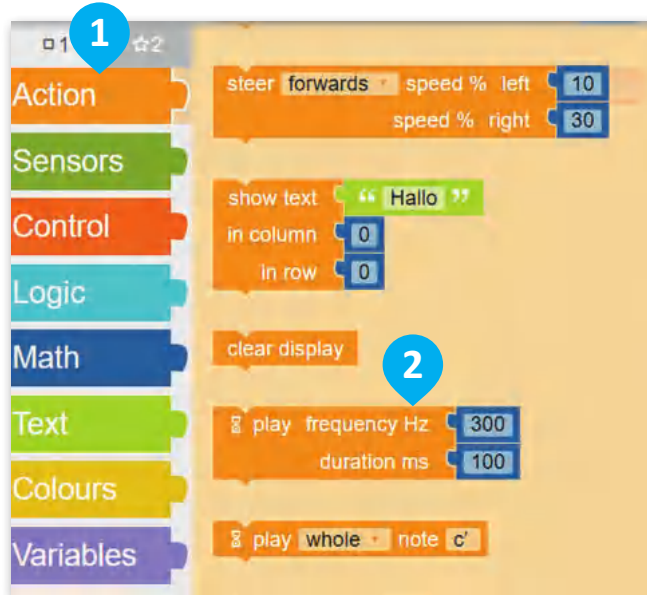 1
2
1
Action
Sensors
Control
Logic
Math
Text
Colours
Variables
steer forwards speed % left 10
speed % right 30
show text “ Hallo ”
in column 0
in row 0
clear display
2
play frequency Hz 300
duration ms 100
play whole note c'